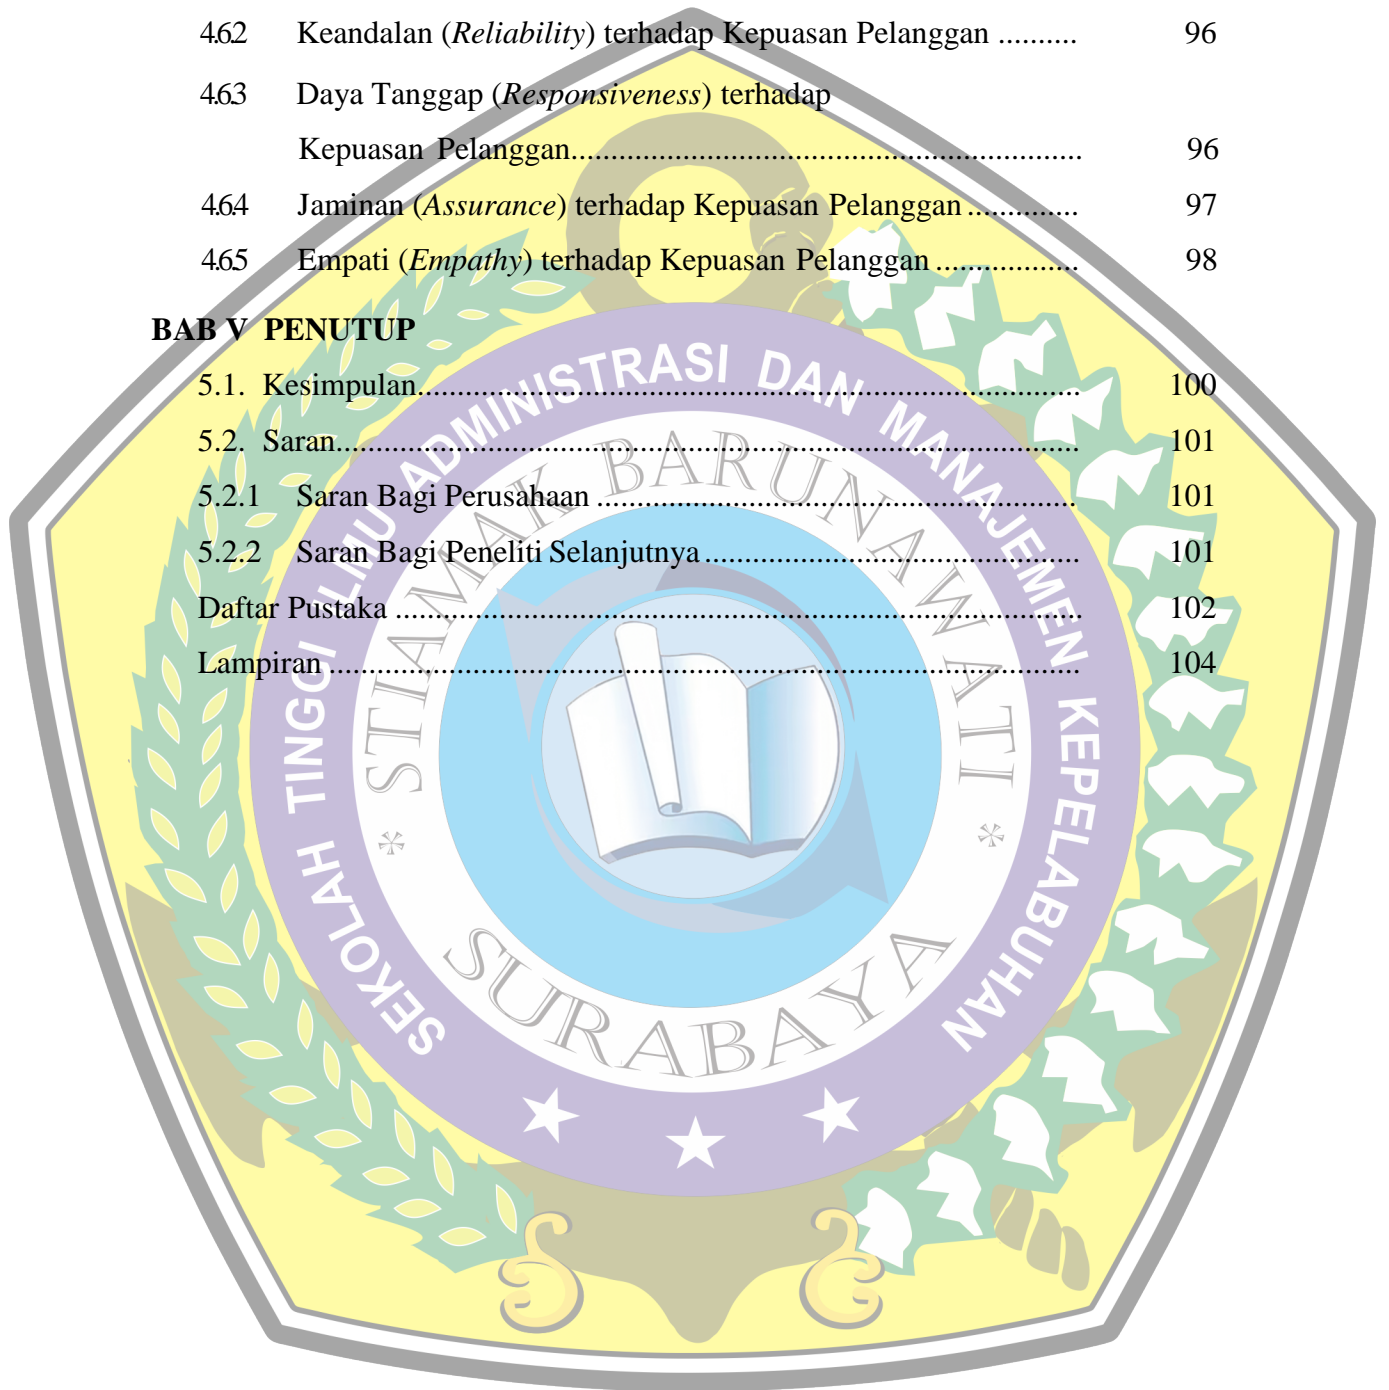 4.6.2 Keandalan (Reliability) terhadap Kepuasan Pelanggan .......... 96
4.6.3 Daya Tanggap (Responsiveness) terhadap
Kepuasan Pelanggan...................................................... 96
4.6.4 Jaminan (Assurance) terhadap Kepuasan Pelanggan .............. 97
4.6.5 Empati (Empathy) terhadap Kepuasan Pelanggan ................. 98
BAB V PENUTUP
5.1. Kesimpulan...................................................................... 100
5.2. Saran............................................................................... 101
5.2.1 Saran Bagi Perusahaan ................................................... 101
5.2.2 Saran Bagi Peneliti Selanjutnya ........................................ 101
Daftar Pustaka ......................................................................... 102
Lampiran ................................................................................ 104
SEKOLAH TINGGI ILMU ADMINISTRASI DAN MANAJEMEN KEPELABUHAN
STIAMAK BARUNAWATI
* SURABAYA *